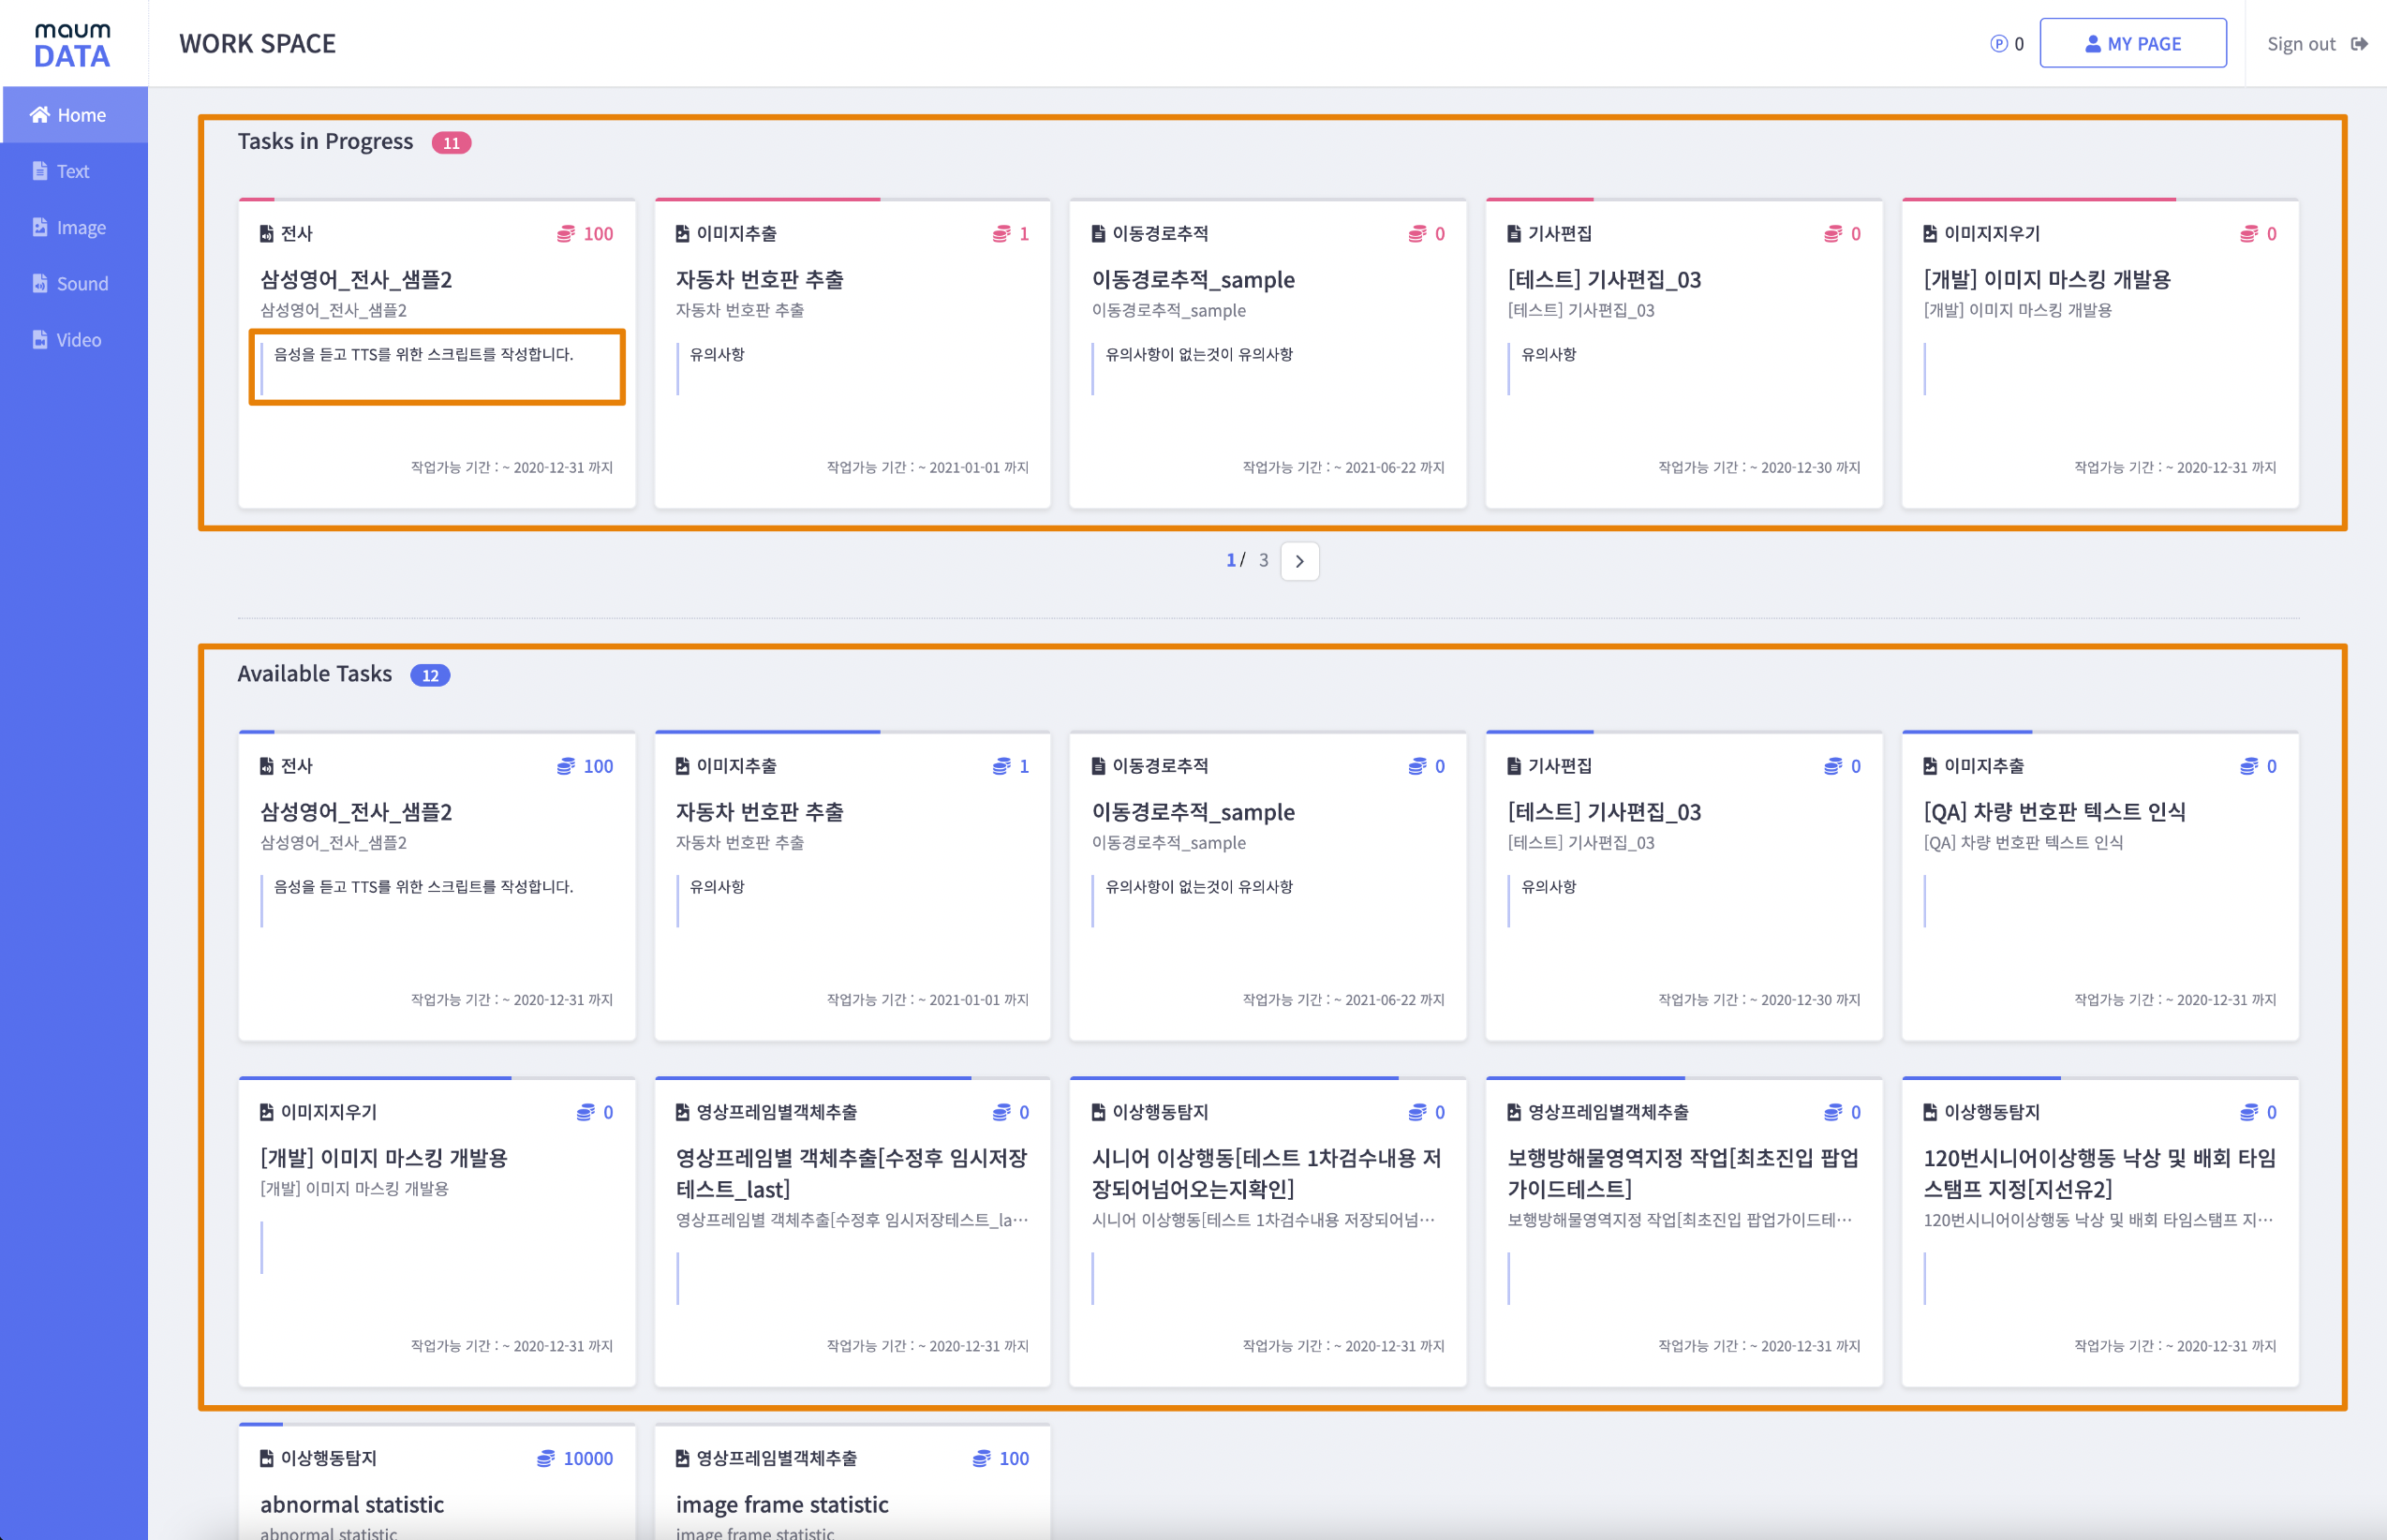 maum
DATA
WORK SPACE
P 0
MY PAGE
Sign out
Home
Text
Image
Sound
Video
Tasks in Progress 11
전사 100
삼성영어_전사_샘플2
삼성영어_전사_샘플2
음성을 듣고 TTS를 위한 스크립트를 작성합니다.
작업가능 기간 : ~ 2020-12-31 까지
이미지추출 1
자동차 번호판 추출
자동차 번호판 추출
유의사항
작업가능 기간 : ~ 2021-01-01 까지
이동경로추적 0
이동경로추적_sample
이동경로추적_sample
유의사항이 없는것이 유의사항
작업가능 기간 : ~ 2021-06-22 까지
기사편집 0
[테스트] 기사편집_03
[테스트] 기사편집_03
유의사항
작업가능 기간 : ~ 2020-12-30 까지
이미지지우기 0
[개발] 이미지 마스킹 개발용
[개발] 이미지 마스킹 개발용
작업가능 기간 : ~ 2020-12-31 까지
1 / 3
Available Tasks 12
전사 100
삼성영어_전사_샘플2
삼성영어_전사_샘플2
음성을 듣고 TTS를 위한 스크립트를 작성합니다.
작업가능 기간 : ~ 2020-12-31 까지
이미지추출 1
자동차 번호판 추출
자동차 번호판 추출
유의사항
작업가능 기간 : ~ 2021-01-01 까지
이동경로추적 0
이동경로추적_sample
이동경로추적_sample
유의사항이 없는것이 유의사항
작업가능 기간 : ~ 2021-06-22 까지
기사편집 0
[테스트] 기사편집_03
[테스트] 기사편집_03
유의사항
작업가능 기간 : ~ 2020-12-30 까지
이미지추출 0
[QA] 차량 번호판 텍스트 인식
[QA] 차량 번호판 텍스트 인식
작업가능 기간 : ~ 2020-12-31 까지
이미지지우기 0
[개발] 이미지 마스킹 개발용
[개발] 이미지 마스킹 개발용
작업가능 기간 : ~ 2020-12-31 까지
영상프레임별객체추출 0
영상프레임별 객체추출[수정후 임시저장
테스트_last]
영상프레임별 객체추출[수정후 임시저장테스트_la…
작업가능 기간 : ~ 2020-12-31 까지
이상행동탐지 0
시니어 이상행동[테스트 1차검수내용 저
장되어넘어오는지확인]
시니어 이상행동[테스트 1차검수내용 저장되어넘…
작업가능 기간 : ~ 2020-12-31 까지
영상프레임별객체추출 0
보행방해물영역지정 작업[최초진입 팝업
가이드테스트]
보행방해물영역지정 작업[최초진입 팝업가이드테…
작업가능 기간 : ~ 2020-12-31 까지
이상행동탐지 0
120번시니어이상행동 낙상 및 배회 타임
스탬프 지정[지선유2]
120번시니어이상행동 낙상 및 배회 타임스탬프 지…
작업가능 기간 : ~ 2020-12-31 까지
이상행동탐지 10000
abnormal statistic
abnormal statistic
영상프레임별객체추출 100
image frame statistic
image frame statistic